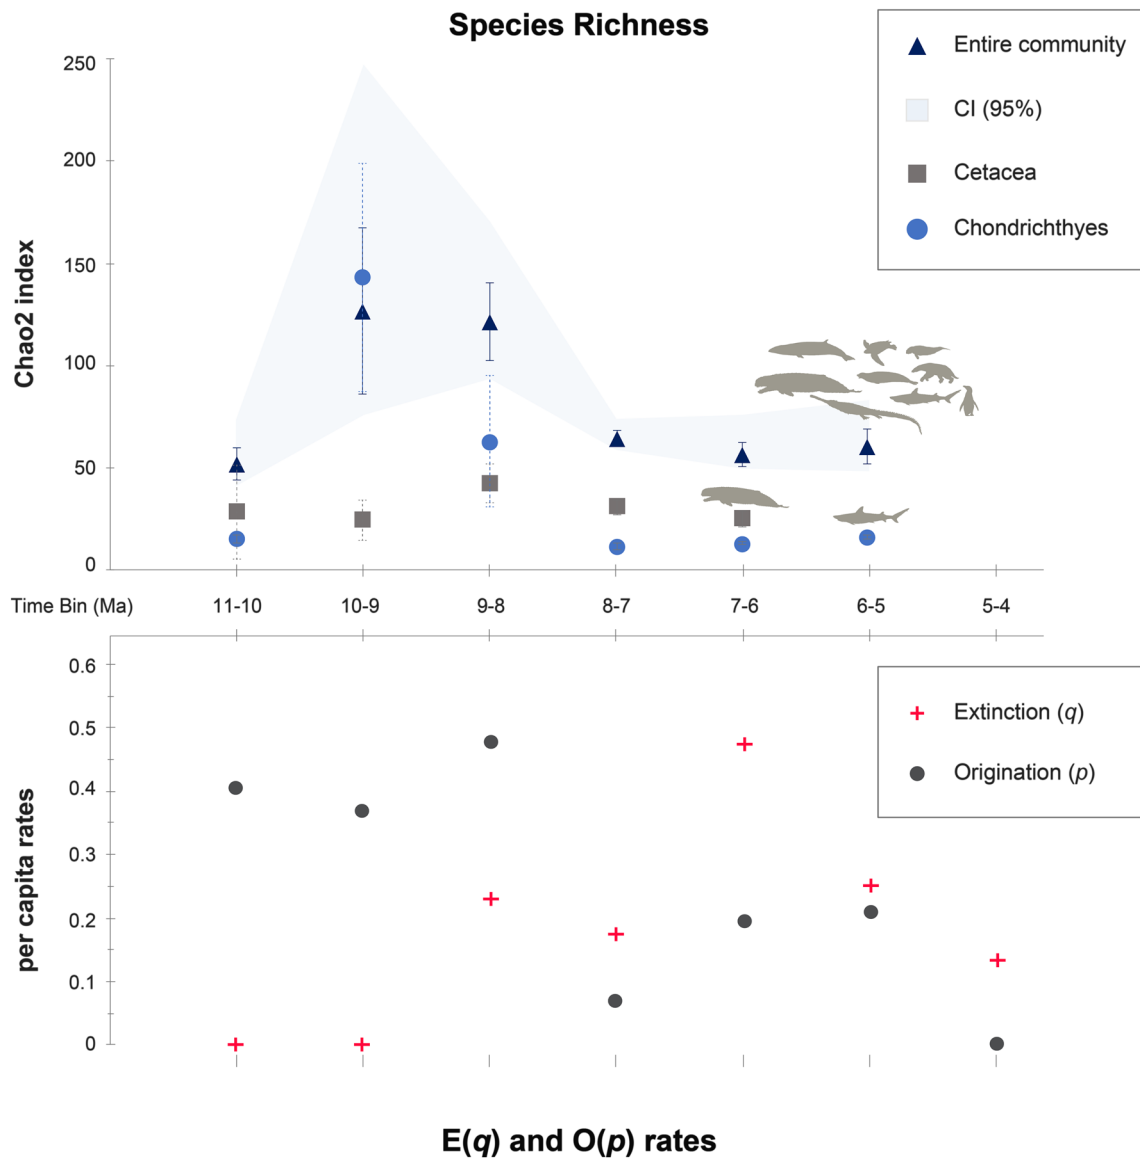 Species Richness
Entire community
CI (95%)
Cetacea
Chondrichthyes
Chao2 index
250
200
150
100
50
0
Time Bin (Ma)
11-10
10-9
9-8
8-7
7-6
6-5
5-4
per capita rates
0.6
0.5
0.4
0.3
0.2
0.1
0
Extinction (q)
Origination (p)
E(q) and O(p) rates